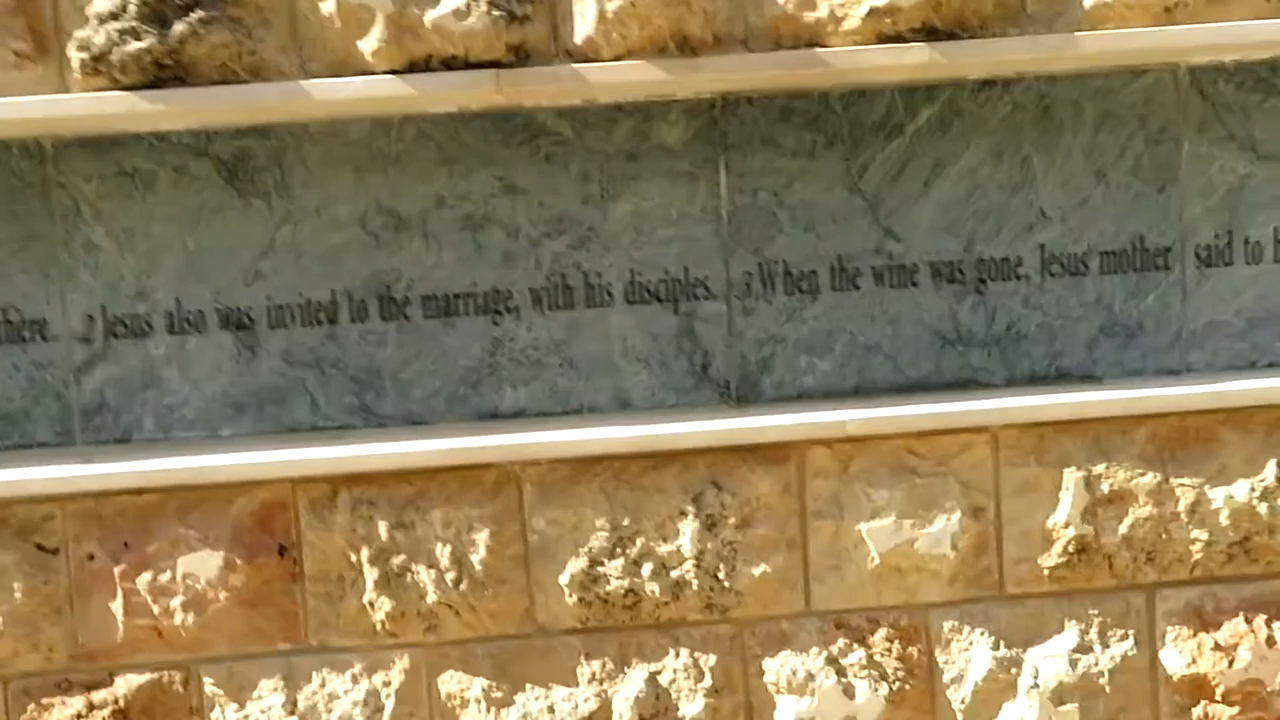 there. 2 Jesus also was invited to the marriage, with his disciples. 3 When the wine was gone, Jesus' mother said to